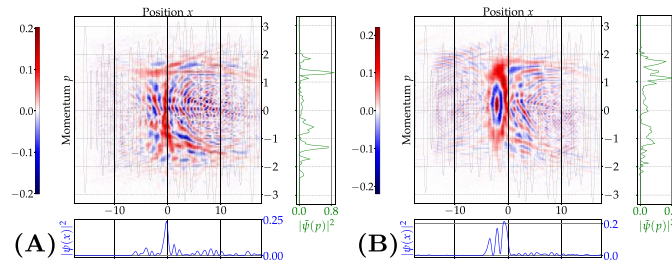 Position x
Position x
0.2
0.1
0.0
−0.1
−0.2
Momentum p
3
2
1
0
−1
−2
−3
0.0 0.8
|ψ̃(p)|²
0.2
0.1
0.0
−0.1
−0.2
Momentum p
3
2
1
0
−1
−2
−3
0.0 0.8
|ψ̃(p)|²
(A)
|ψ(x)|²
−10 0 10
0.25
0
(B)
|ψ(x)|²
−10 0 10
0.2
0